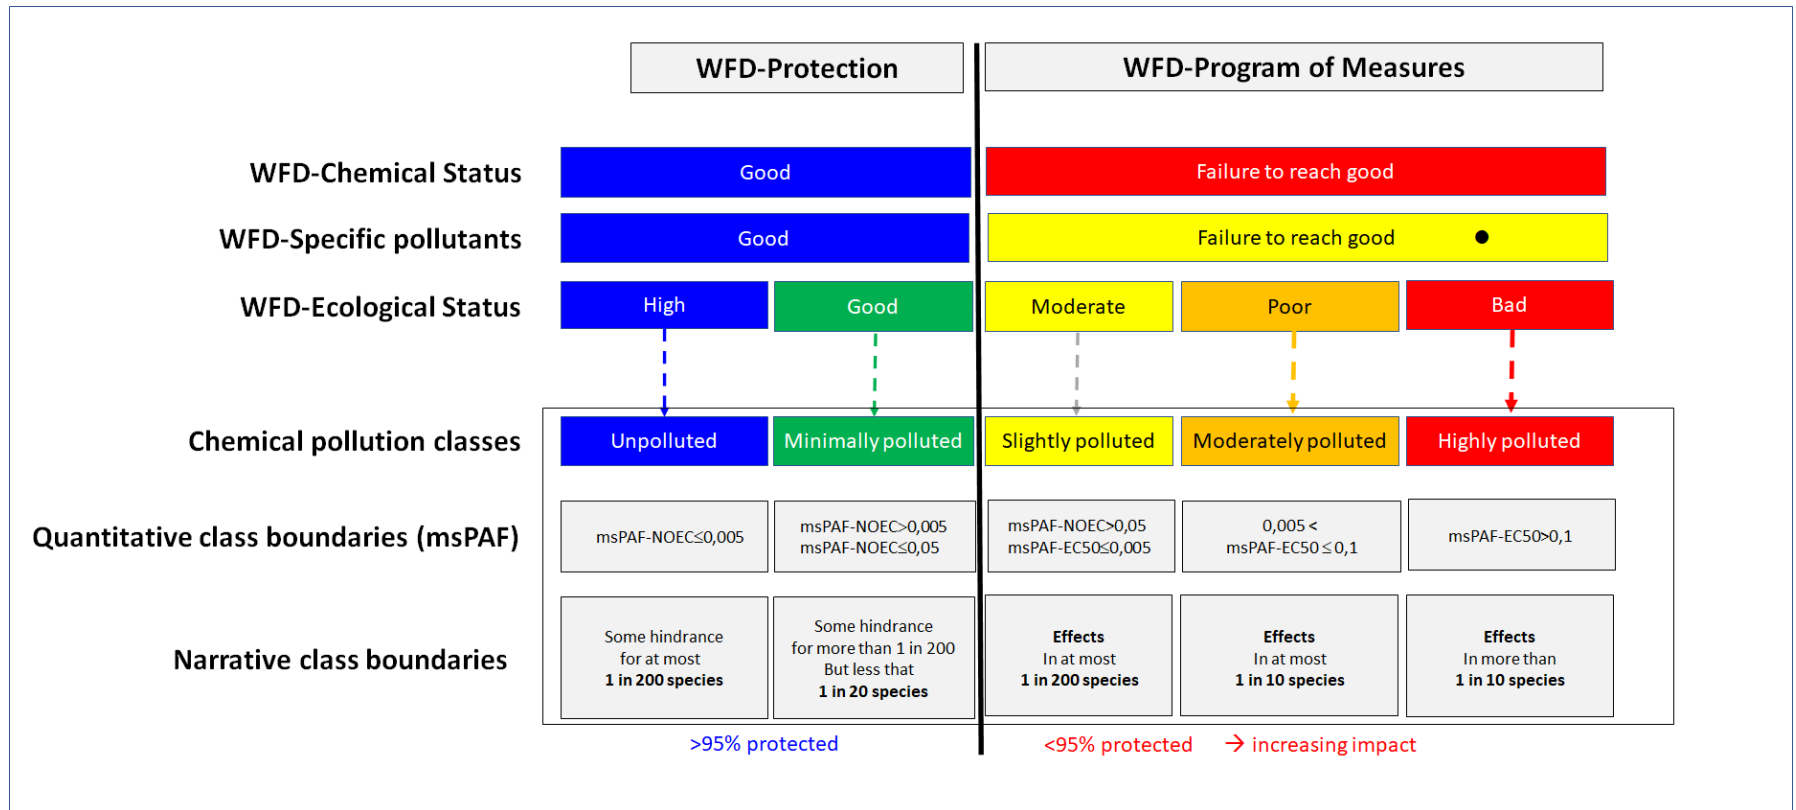 WFD-Protection
WFD-Program of Measures
WFD-Chemical Status
Good
Failure to reach good
WFD-Specific pollutants
Good
Failure to reach good
WFD-Ecological Status
High
Good
Moderate
Poor
Bad
Chemical pollution classes
Unpolluted
Minimally polluted
Slightly polluted
Moderately polluted
Highly polluted
Quantitative class boundaries (msPAF)
msPAF-NOEC≤0,005
msPAF-NOEC>0,005
msPAF-NOEC≤0,05
msPAF-NOEC>0,05
msPAF-EC50≤0,005
0,005 <
msPAF-EC50 ≤ 0,1
msPAF-EC50>0,1
Narrative class boundaries
Some hindrance
for at most
1 in 200 species
Some hindrance
for more than 1 in 200
But less that
1 in 20 species
Effects
In at most
1 in 200 species
Effects
In at most
1 in 10 species
Effects
In more than
1 in 10 species
>95% protected
<95% protected → increasing impact